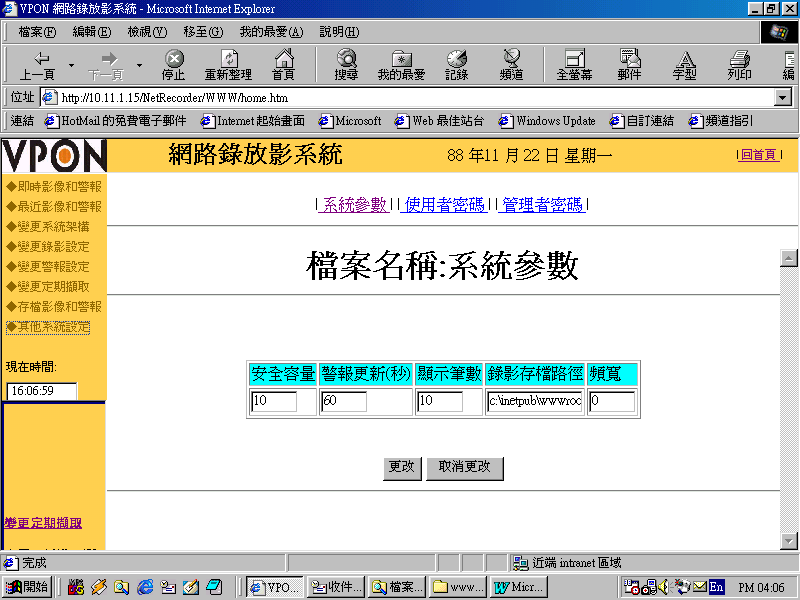 VPON 網路錄放影系統 - Microsoft Internet Explorer
檔案(F) 編輯(E) 檢視(V) 移至(G) 我的最愛(A) 說明(H)
上一頁 下一頁 停止 重新整理 首頁 搜尋 我的最愛 記錄 頻道 全螢幕 郵件 字型 列印 編
位址 http://10.11.1.15/NetRecorder/WWW/home.htm
連結 HotMail 的免費電子郵件 Internet 起始畫面 Microsoft Web 最佳站台 Windows Update 自訂連結 頻道指引
VPON 網路錄放影系統 88 年11 月 22 日 星期一 | 回首頁 |
◆即時影像和警報
◆最近影像和警報
◆變更系統架構
◆變更錄影設定
◆變更警報設定
◆變更定期擷取
◆存檔影像和警報
◆其他系統設定
現在時間:
16:06:59
變更定期擷取
| 系統參數 | | 使用者密碼 | | 管理者密碼 |
檔案名稱:系統參數
安全容量 警報更新(秒) 顯示筆數 錄影存檔路徑 頻寬
10 60 10 c:\inetpub\wwwroo 0
更改 取消更改
完成 近端 intranet 區域
開始 VPO... 收件... 檔案... www... Micr... En PM 04:06